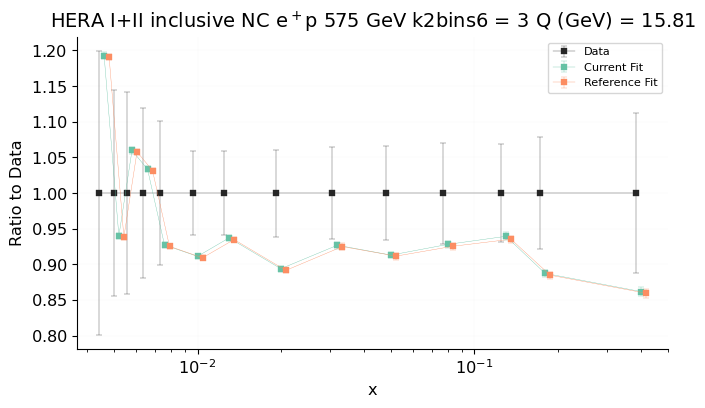 HERA I+II inclusive NC e⁺p 575 GeV k2bins6 = 3 Q (GeV) = 15.81
Data
Current Fit
Reference Fit
Ratio to Data
1.20
1.15
1.10
1.05
1.00
0.95
0.90
0.85
0.80
10⁻² 10⁻¹
x